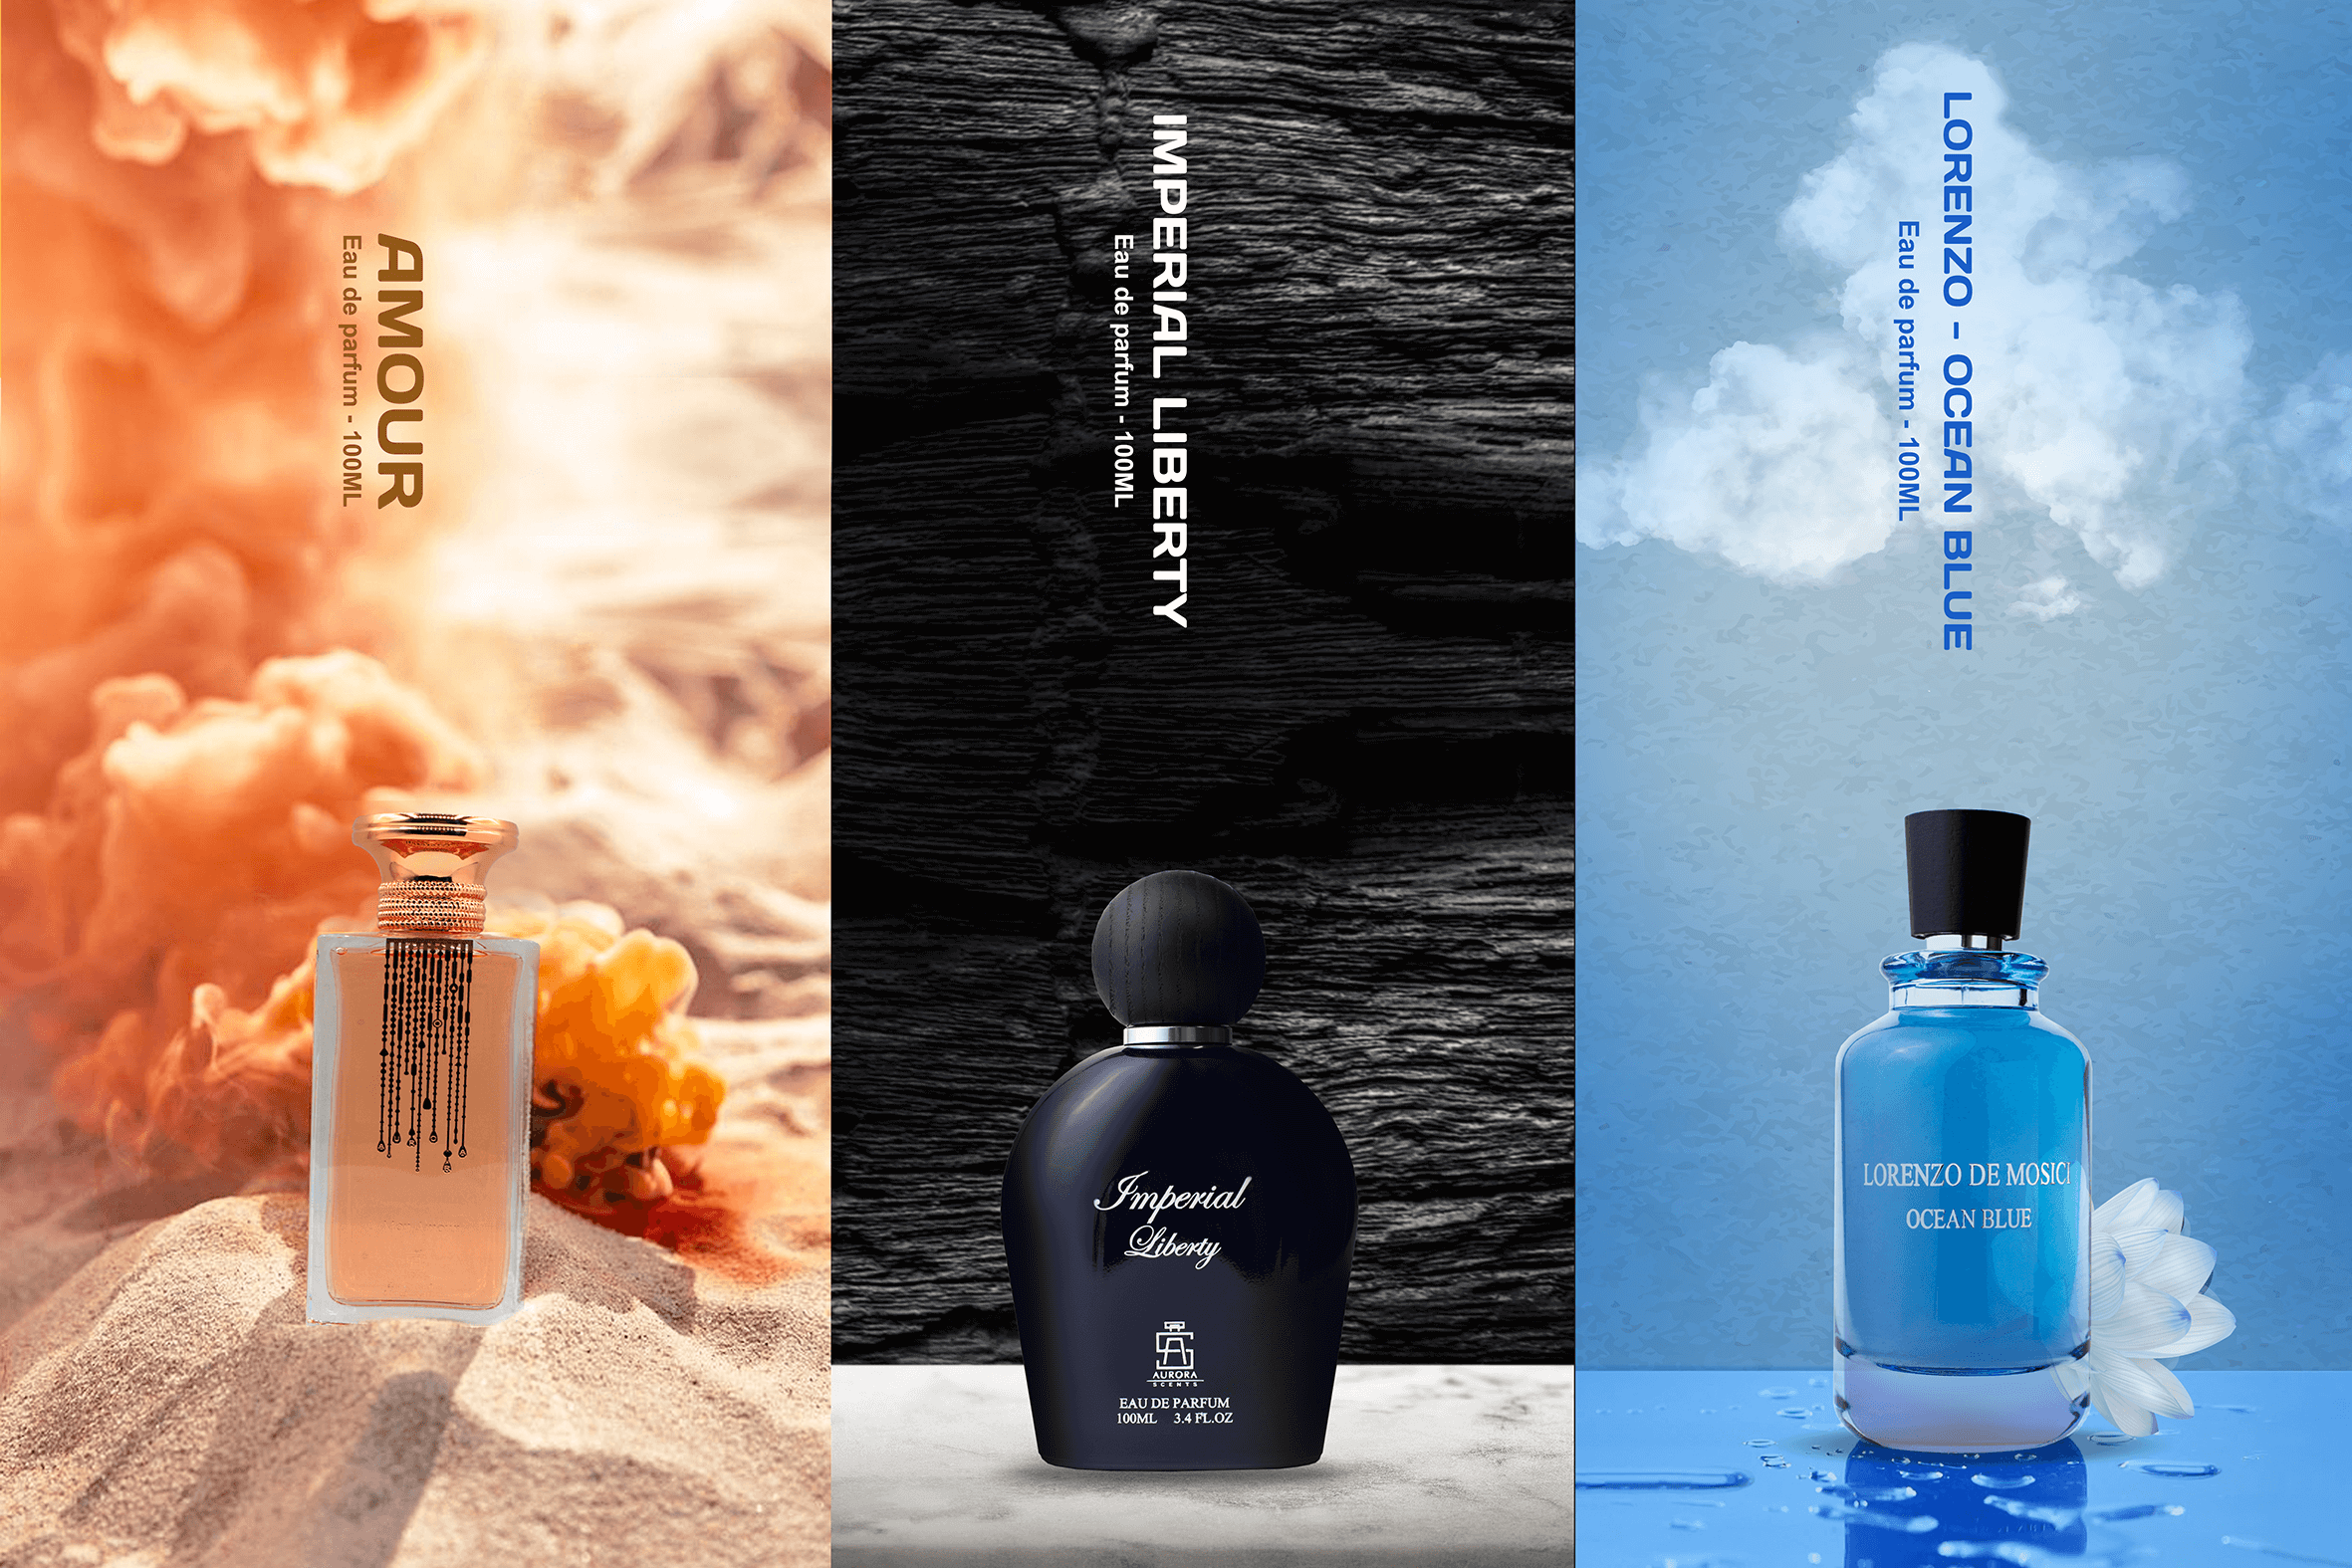 AMOUR
Eau de parfum - 100ML
IMPERIAL LIBERTY
Eau de parfum - 100ML
Imperial
Liberty
AURORA
SCENTS
EAU DE PARFUM
100ML 3.4 FL.OZ
LORENZO - OCEAN BLUE
Eau de parfum - 100ML
LORENZO DE MOSICI
OCEAN BLUE